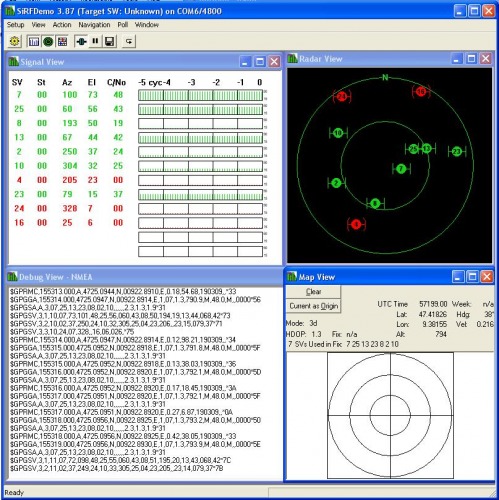 SiRFDemo 3.87 (Target SW: Unknown) on COM6/4800
Setup View Action Navigation Poll Window
Signal View
SV St Az El C/No -5 cyc -4 -3 -2 -1 0
7 00 100 73 48
25 00 60 56 43
8 00 193 50 19
13 00 67 44 42
2 00 250 37 24
10 00 304 32 25
4 00 205 23 00
23 00 79 15 37
24 00 328 7 00
16 00 25 6 00
Radar View
N
24
16
10
25
13
23
7
2
8
4
Debug View - NMEA
$GPRMC,155313.000,A,4725.0944,N,00922.8910,E,0.18,54.68,190309,,*33
$GPGGA,155314.000,4725.0947,N,00922.8914,E,1,07,1.3,790.9,M,48.0,M,,0000*56
$GPGSA,A,3,07,25,13,23,08,02,10,,,,,,2.3,1.3,1.9*31
$GPGSV,3,1,10,07,73,101,48,25,56,060,43,08,50,194,19,13,44,068,42*73
$GPGSV,3,2,10,02,37,250,24,10,32,305,25,04,23,206,,23,15,079,37*71
$GPGSV,3,3,10,24,07,328,,16,06,026,*75
$GPRMC,155314.000,A,4725.0947,N,00922.8914,E,0.12,98.21,190309,,*34
$GPGGA,155315.000,4725.0952,N,00922.8918,E,1,07,1.3,791.8,M,48.0,M,,0000*5E
$GPGSA,A,3,07,25,13,23,08,02,10,,,,,,2.3,1.3,1.9*31
$GPRMC,155315.000,A,4725.0952,N,00922.8918,E,0.13,38.03,190309,,*36
$GPGGA,155316.000,4725.0952,N,00922.8920,E,1,07,1.3,792.1,M,48.0,M,,0000*5D
$GPGSA,A,3,07,25,13,23,08,02,10,,,,,,2.3,1.3,1.9*31
$GPRMC,155316.000,A,4725.0952,N,00922.8920,E,0.17,18.45,190309,,*3A
$GPGGA,155317.000,4725.0951,N,00922.8920,E,1,07,1.3,792.1,M,48.0,M,,0000*5F
$GPGSA,A,3,07,25,13,23,08,02,10,,,,,,2.3,1.3,1.9*31
$GPRMC,155317.000,A,4725.0951,N,00922.8920,E,0.27,6.87,190309,,*0A
$GPGGA,155318.000,4725.0956,N,00922.8925,E,1,07,1.3,793.2,M,48.0,M,,0000*50
$GPGSA,A,3,07,25,13,23,08,02,10,,,,,,2.3,1.3,1.9*31
$GPRMC,155318.000,A,4725.0956,N,00922.8925,E,0.42,38.05,190309,,*34
$GPGGA,155319.000,4725.0956,N,00922.8930,E,1,07,1.3,793.9,M,48.0,M,,0000*5E
$GPGSA,A,3,07,25,13,23,08,02,10,,,,,,2.3,1.3,1.9*31
$GPGSV,3,1,11,07,72,098,48,25,55,060,43,08,51,195,20,13,43,068,42*7C
$GPGSV,3,2,11,02,37,249,24,10,33,305,25,04,23,205,,23,14,079,37*7B
Map View
Clear
Current as Origin
Mode: 3d
HDOP: 1.3 Fix: n/a
7 SVs Used in Fix 7 25 13 23 8 2 10
UTC Time 57199.00 Week: n/a
Lat: 47.41826 Hdg: 38°
Lon: 9.38155 Vel: 0.216
Alt: 794
Ready